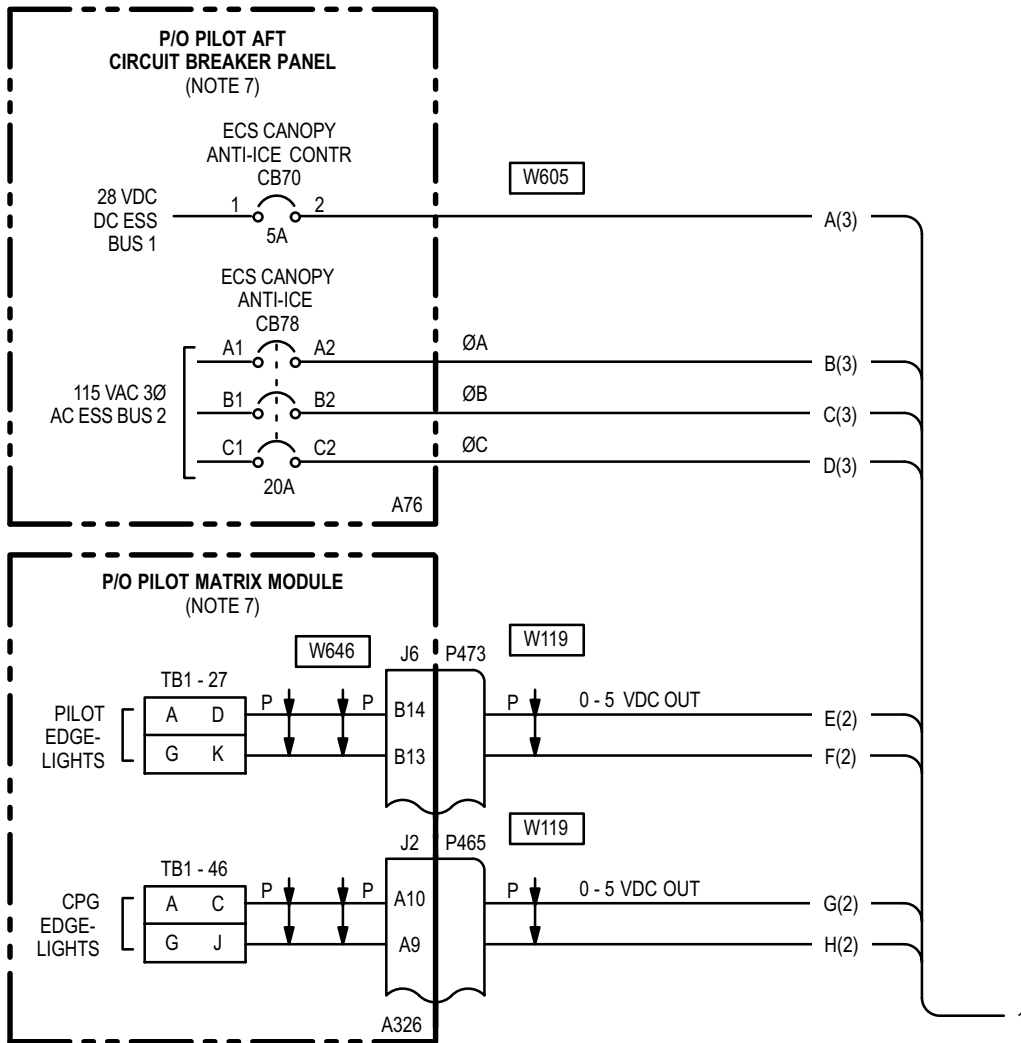 P/O PILOT AFT
CIRCUIT BREAKER PANEL
(NOTE 7)
ECS CANOPY
ANTI-ICE CONTR
CB70
W605
28 VDC
DC ESS
BUS 1
1 2
5A
A(3)
ECS CANOPY
ANTI-ICE
CB78
A1 A2 ØA B(3)
115 VAC 3Ø
AC ESS BUS 2
B1 B2 ØB C(3)
C1 C2 ØC D(3)
20A
A76
P/O PILOT MATRIX MODULE
(NOTE 7)
W646
J6 P473
W119
TB1 - 27
PILOT
EDGE-
LIGHTS
A D P P B14 P 0 - 5 VDC OUT E(2)
G K B13 F(2)
J2 P465
W119
TB1 - 46
CPG
EDGE-
LIGHTS
A C P P A10 P 0 - 5 VDC OUT G(2)
G J A9 H(2)
A326